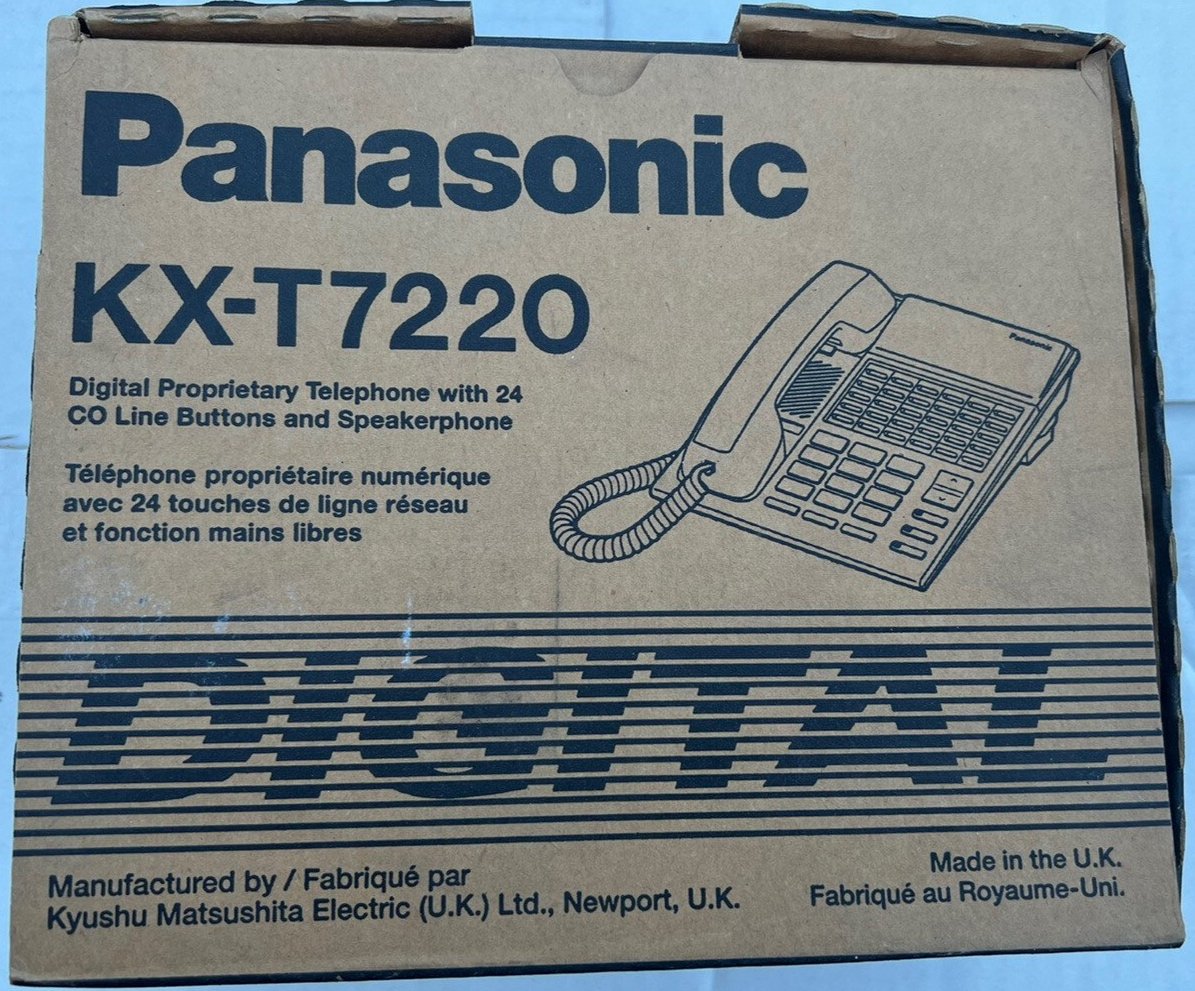 Panasonic
KX-T7220
Digital Proprietary Telephone with 24
CO Line Buttons and Speakerphone
Téléphone propriétaire numérique
avec 24 touches de ligne réseau
et fonction mains libres
Panasonic
DIGITAL
Manufactured by / Fabriqué par
Kyushu Matsushita Electric (U.K.) Ltd., Newport, U.K.
Made in the U.K.
Fabriqué au Royaume-Uni.